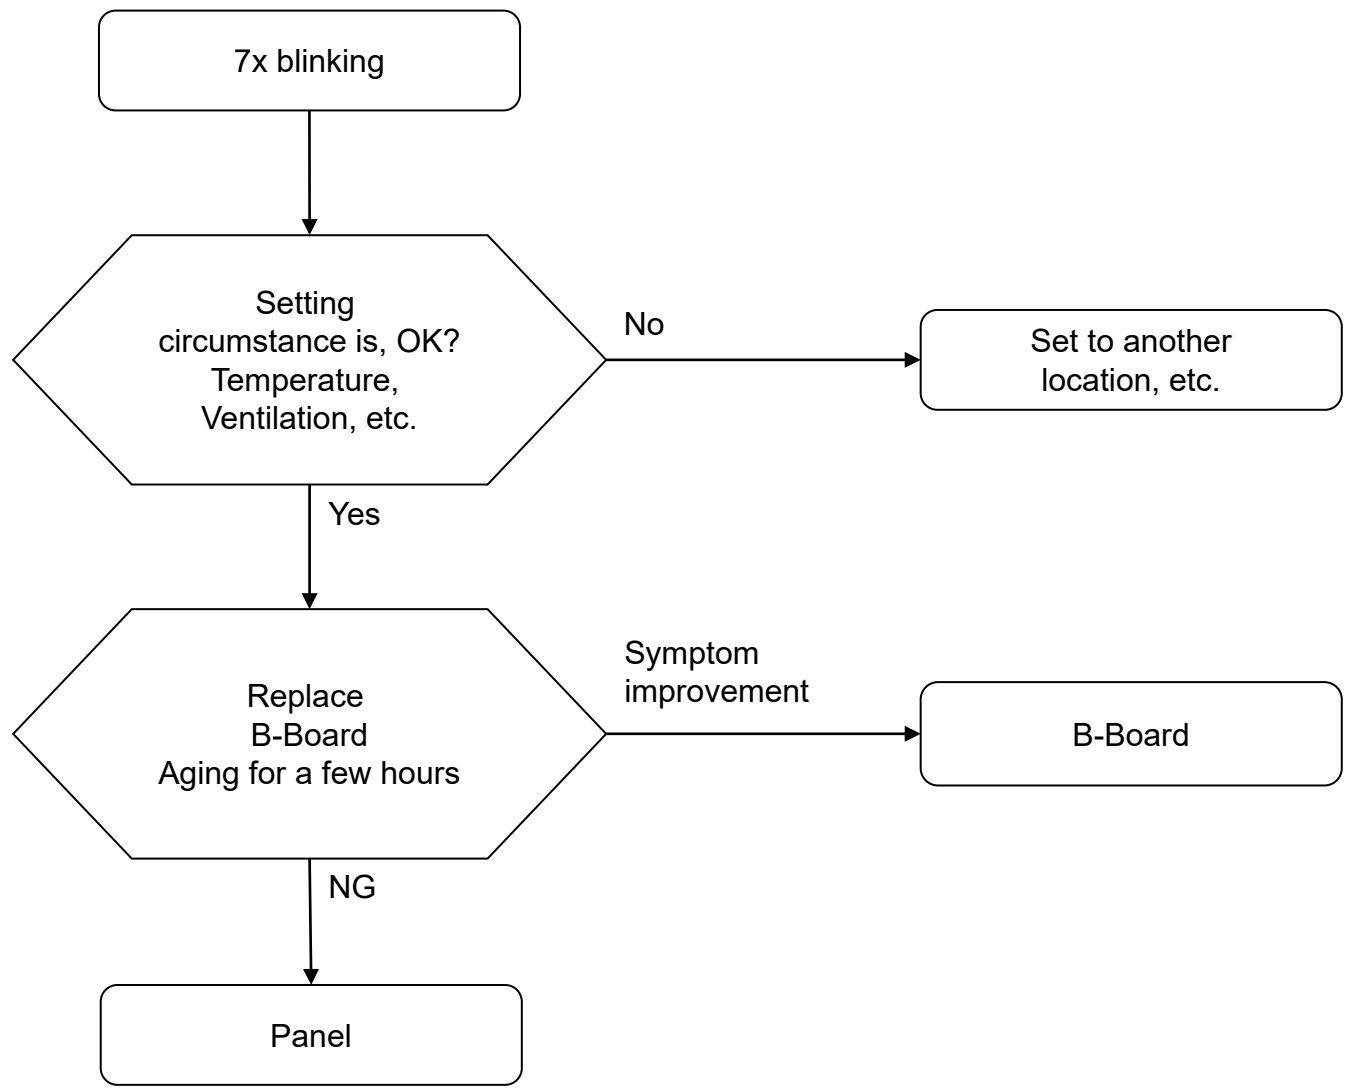 7x blinking
Setting
circumstance is, OK?
Temperature,
Ventilation, etc.
No
Set to another
location, etc.
Yes
Replace
B-Board
Aging for a few hours
Symptom
improvement
B-Board
NG
Panel